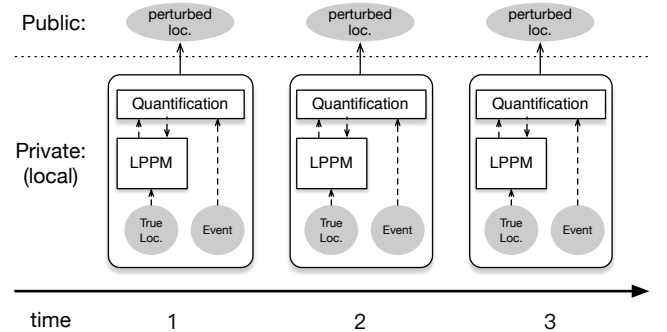 Public:
perturbed
loc.
perturbed
loc.
perturbed
loc.
Private:
(local)
Quantification
LPPM
True
Loc.
Event
Quantification
LPPM
True
Loc.
Event
Quantification
LPPM
True
Loc.
Event
time 1 2 3